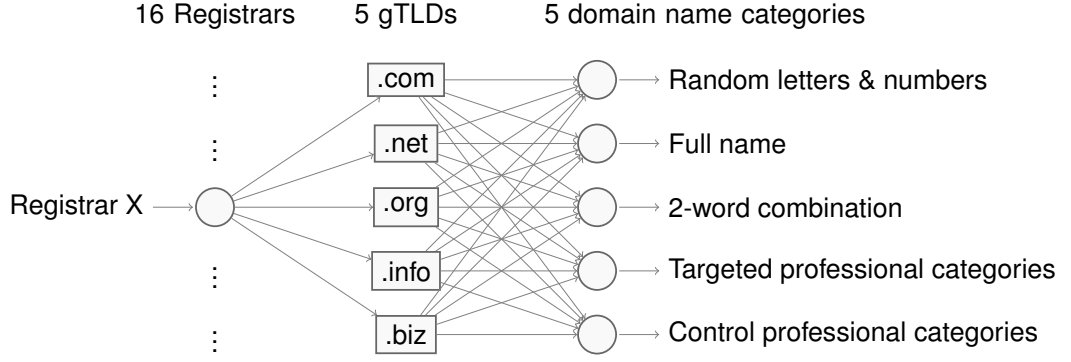 16 Registrars 5 gTLDs 5 domain name categories
.com Random letters & numbers
.net Full name
Registrar X .org 2-word combination
.info Targeted professional categories
.biz Control professional categories